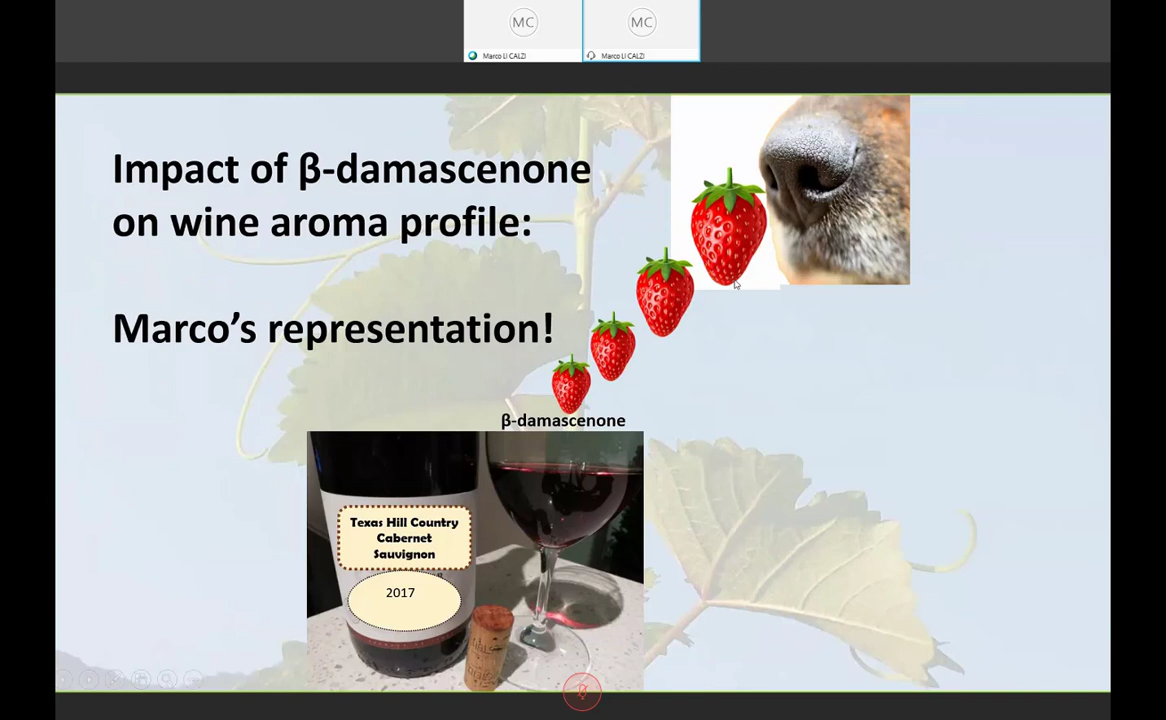 MC
MC
Marco LI CALZI
Marco LI CALZI
Impact of β-damascenone
on wine aroma profile:
Marco’s representation!
β-damascenone
Texas Hill Country
Cabernet
Sauvignon
2017